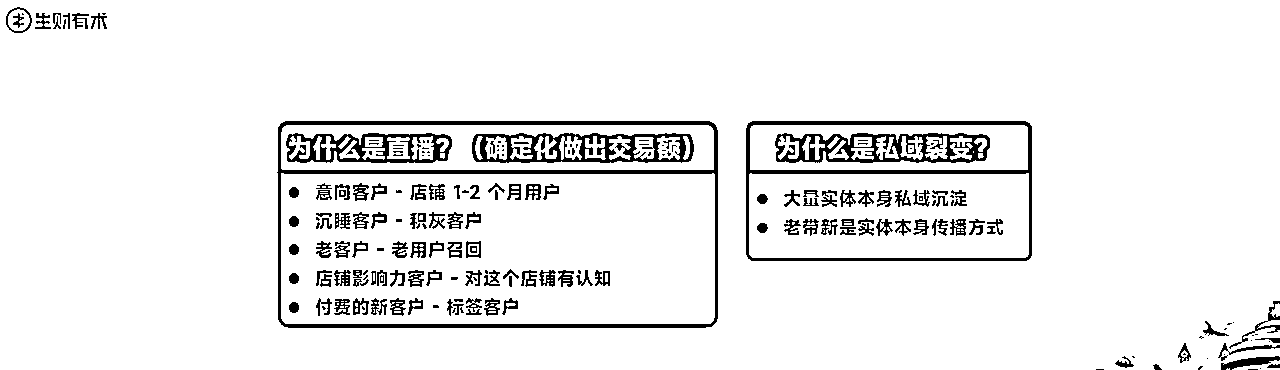 生财有术
为什么是直播？（确定化做出交易额）
意向客户 - 店铺 1-2 个月用户
沉睡客户 - 积灰客户
老客户 - 老用户召回
店铺影响力客户 - 对这个店铺有认知
付费的新客户 - 标签客户
为什么是私域裂变？
大量实体本身私域沉淀
老带新是实体本身传播方式